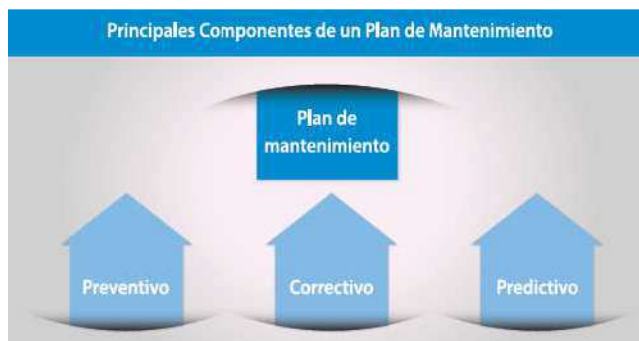 Principales Componentes de un Plan de Mantenimiento
Plan de
mantenimiento
Preventivo
Correctivo
Predictivo